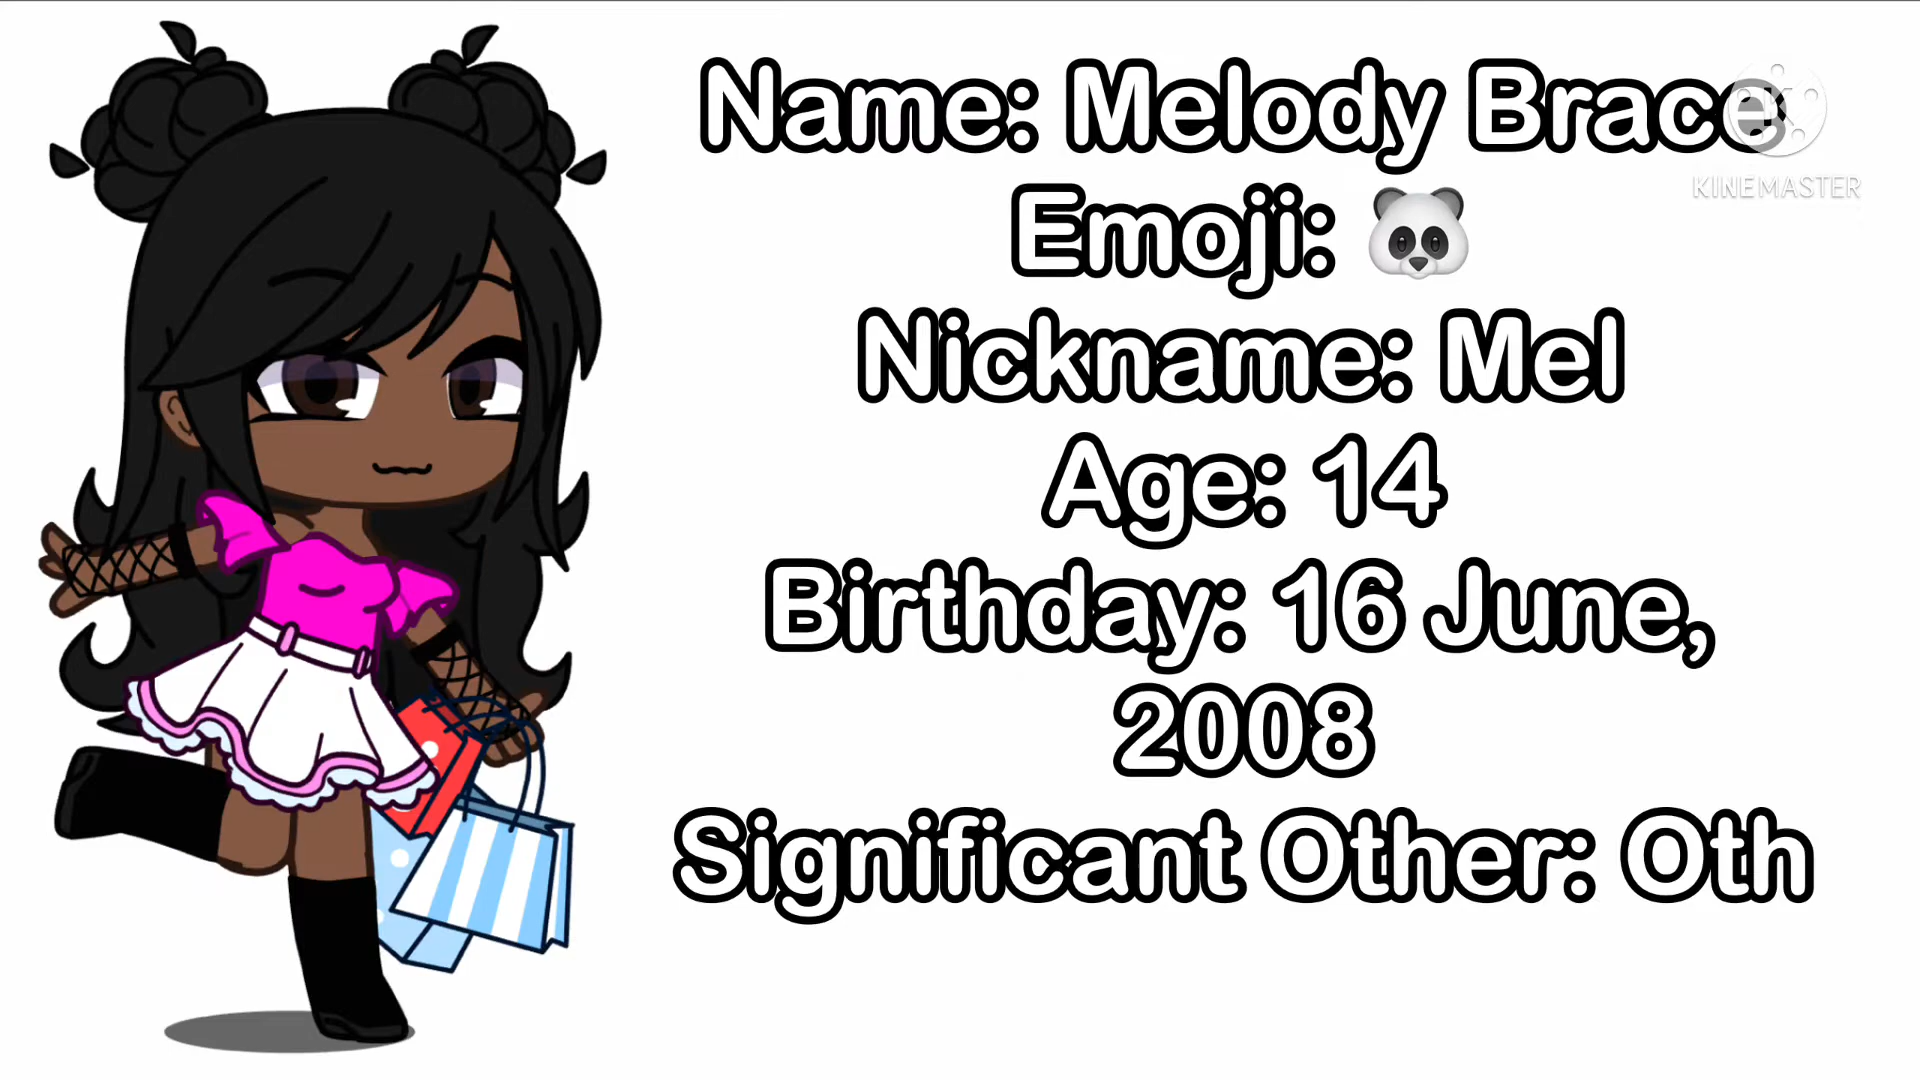 Name: Melody Brace
Emoji: 🐼
KINEMASTER
Nickname: Mel
Age: 14
Birthday: 16 June,
2008
Significant Other: Oth